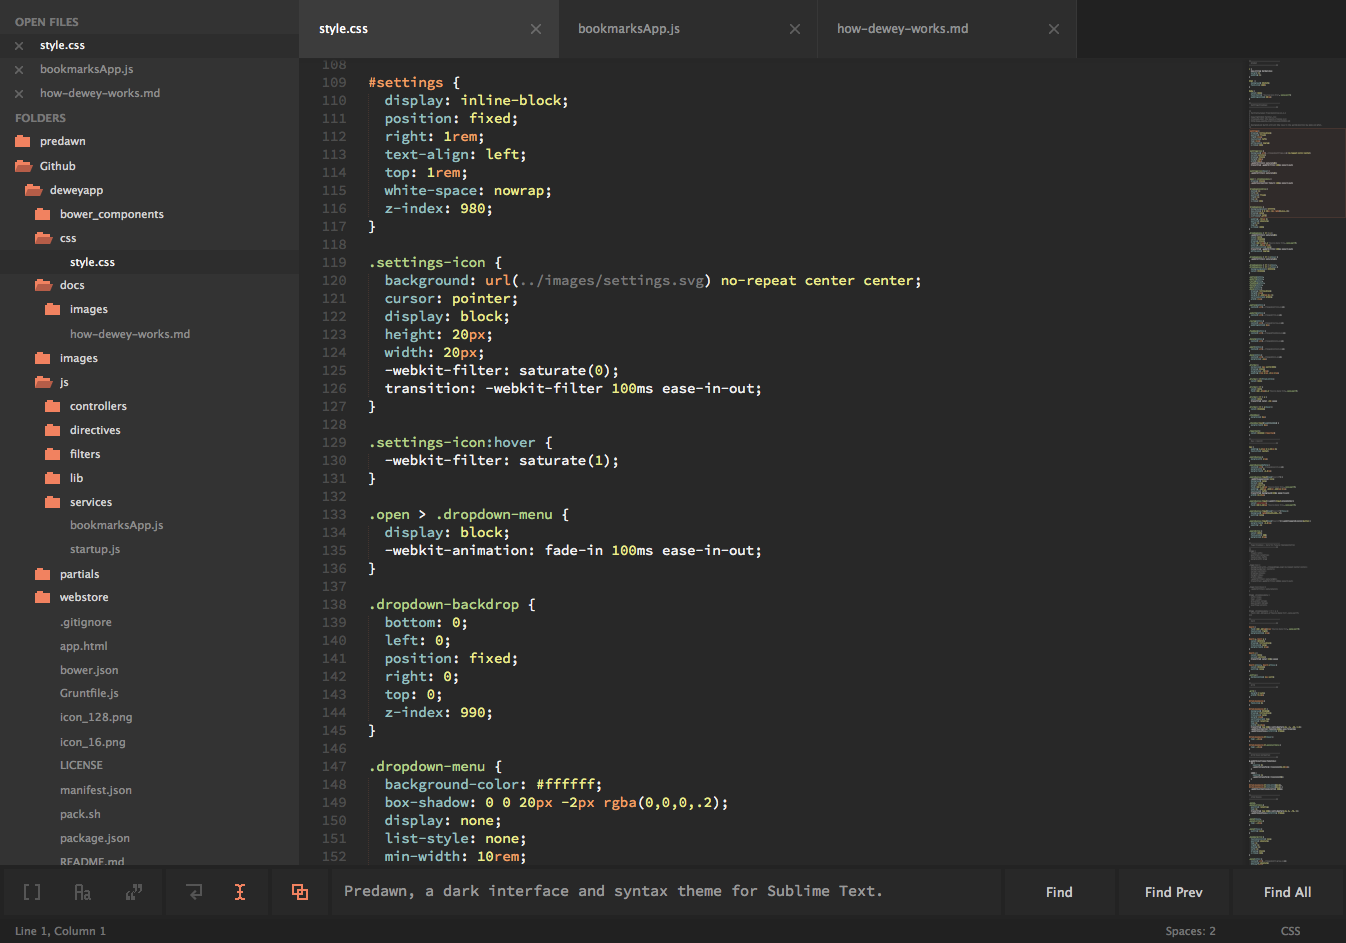 OPEN FILES
style.css
bookmarksApp.js
how-dewey-works.md
FOLDERS
predawn
Github
deweyapp
bower_components
css
style.css
docs
images
how-dewey-works.md
images
js
controllers
directives
filters
lib
services
bookmarksApp.js
startup.js
partials
webstore
.gitignore
app.html
bower.json
Gruntfile.js
icon_128.png
icon_16.png
LICENSE
manifest.json
pack.sh
package.json
README.md
style.css
bookmarksApp.js
how-dewey-works.md
108
109 #settings {
110 display: inline-block;
111 position: fixed;
112 right: 1rem;
113 text-align: left;
114 top: 1rem;
115 white-space: nowrap;
116 z-index: 980;
117 }
118
119 .settings-icon {
120 background: url(../images/settings.svg) no-repeat center center;
121 cursor: pointer;
122 display: block;
123 height: 20px;
124 width: 20px;
125 -webkit-filter: saturate(0);
126 transition: -webkit-filter 100ms ease-in-out;
127 }
128
129 .settings-icon:hover {
130 -webkit-filter: saturate(1);
131 }
132
133 .open > .dropdown-menu {
134 display: block;
135 -webkit-animation: fade-in 100ms ease-in-out;
136 }
137
138 .dropdown-backdrop {
139 bottom: 0;
140 left: 0;
141 position: fixed;
142 right: 0;
143 top: 0;
144 z-index: 990;
145 }
146
147 .dropdown-menu {
148 background-color: #ffffff;
149 box-shadow: 0 0 20px -2px rgba(0,0,0,.2);
150 display: none;
151 list-style: none;
152 min-width: 10rem;
[] Aa “” Predawn, a dark interface and syntax theme for Sublime Text. Find Find Prev Find All
Line 1, Column 1 Spaces: 2 CSS